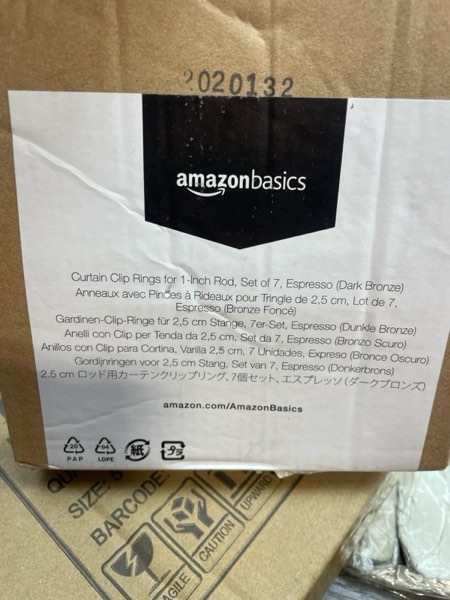 2020132
amazonbasics
Curtain Clip Rings for 1-Inch Rod, Set of 7, Espresso (Dark Bronze)
Anneaux avec Pinces à Rideaux pour Tringle de 2,5 cm, Lot de 7,
Espresso (Bronze Foncé)
Gardinen-Clip-Ringe für 2,5 cm Stange, 7er-Set, Espresso (Dunkle Bronze)
Anelli con Clip per Tenda da 2,5 cm, Set da 7, Espresso (Bronzo Scuro)
Anillos con Clip para Cortina, Varilla 2,5 cm, 7 Unidades, Expreso (Bronce Oscuro)
Gordijnringen voor 2,5 cm Stang, Set van 7, Espresso (Donkerbrons)
2.5 cm ロッド用カーテンクリップリング、7個セット、エスプレッソ（ダークブロンズ）
amazon.com/AmazonBasics
20 04 紙 プラ
PAP LDPE
SIZE:
BARCODE:
CAUTION
UPWARD